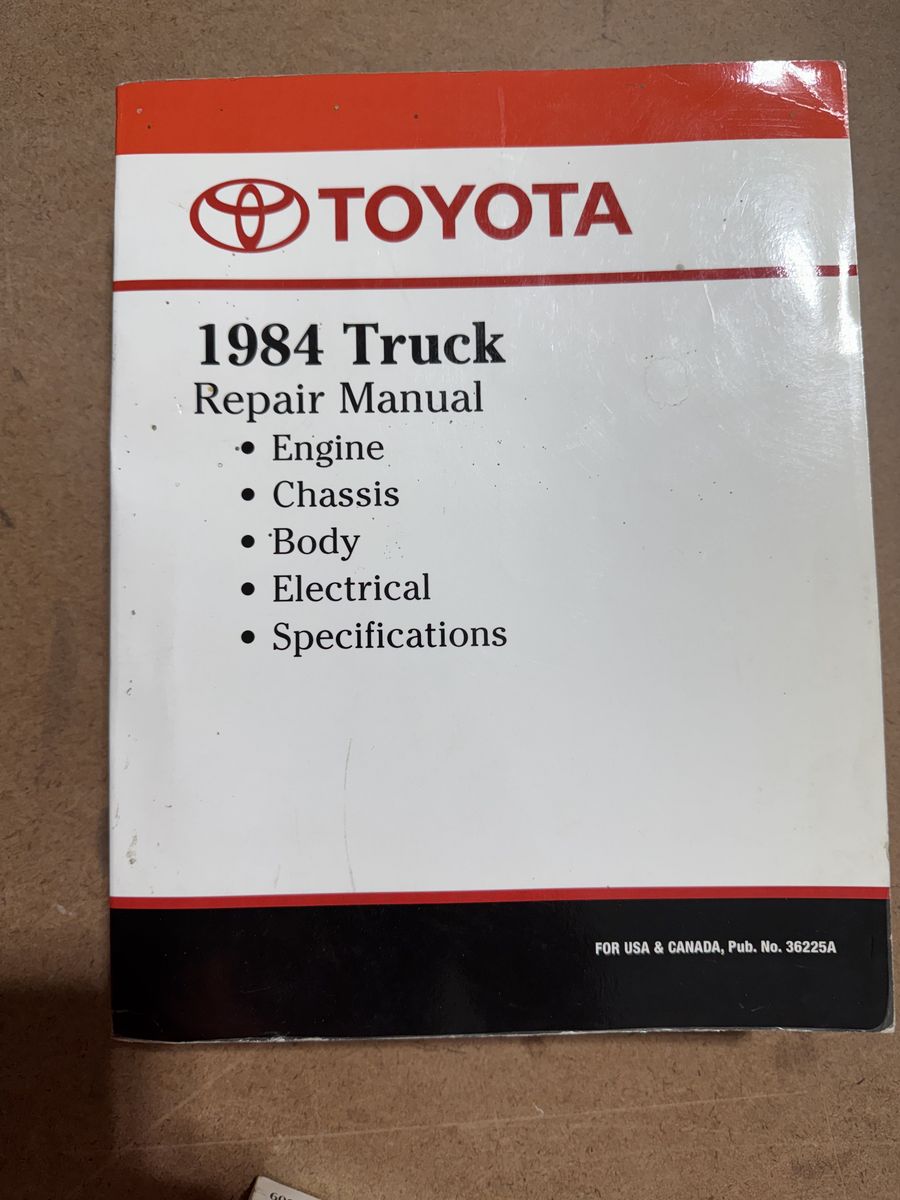 TOYOTA
1984 Truck
Repair Manual
• Engine
• Chassis
• Body
• Electrical
• Specifications
FOR USA & CANADA, Pub. No. 36225A